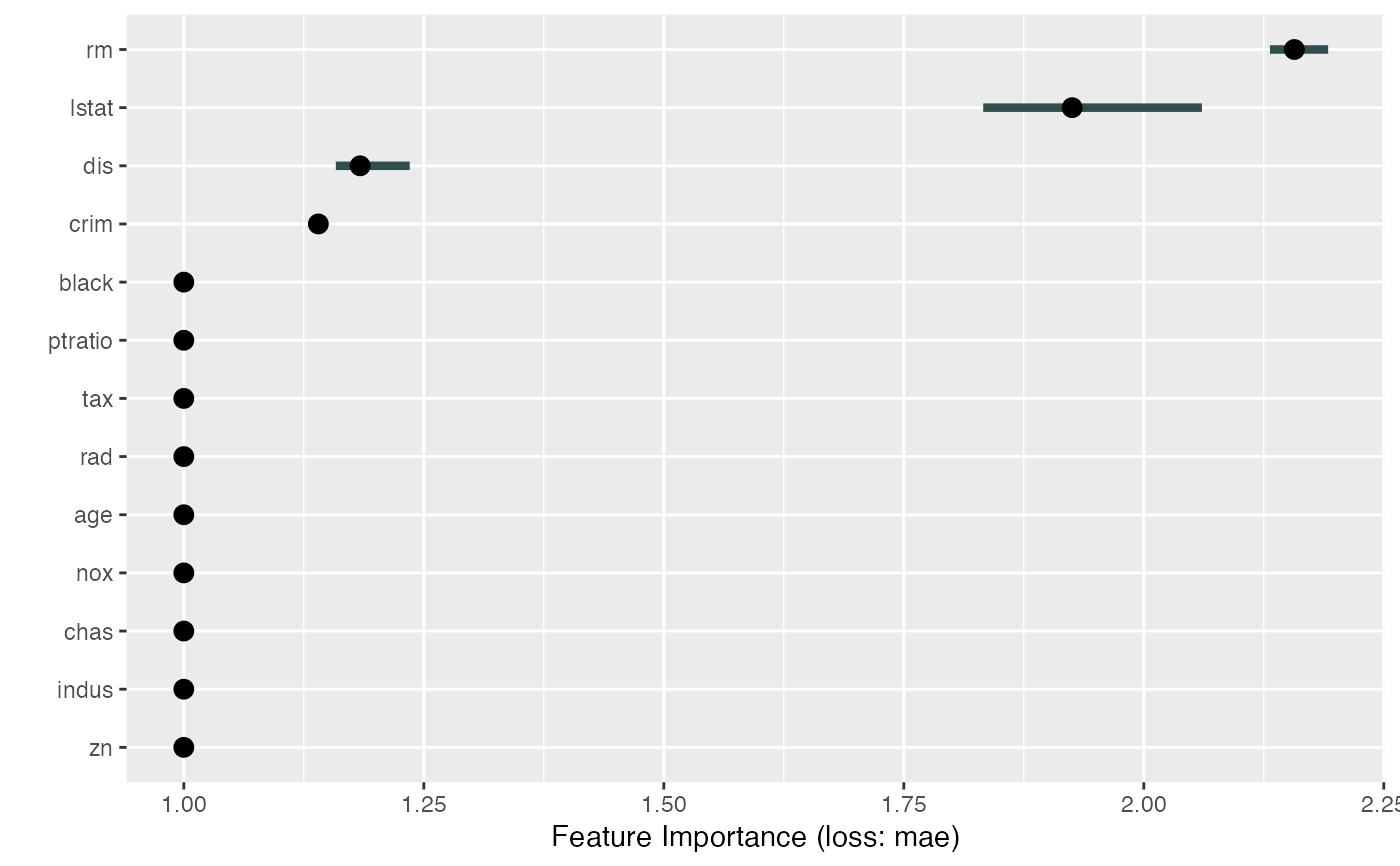 rm
lstat
dis
crim
black
ptratio
tax
rad
age
nox
chas
indus
zn
1.00 1.25 1.50 1.75 2.00 2.25
Feature Importance (loss: mae)